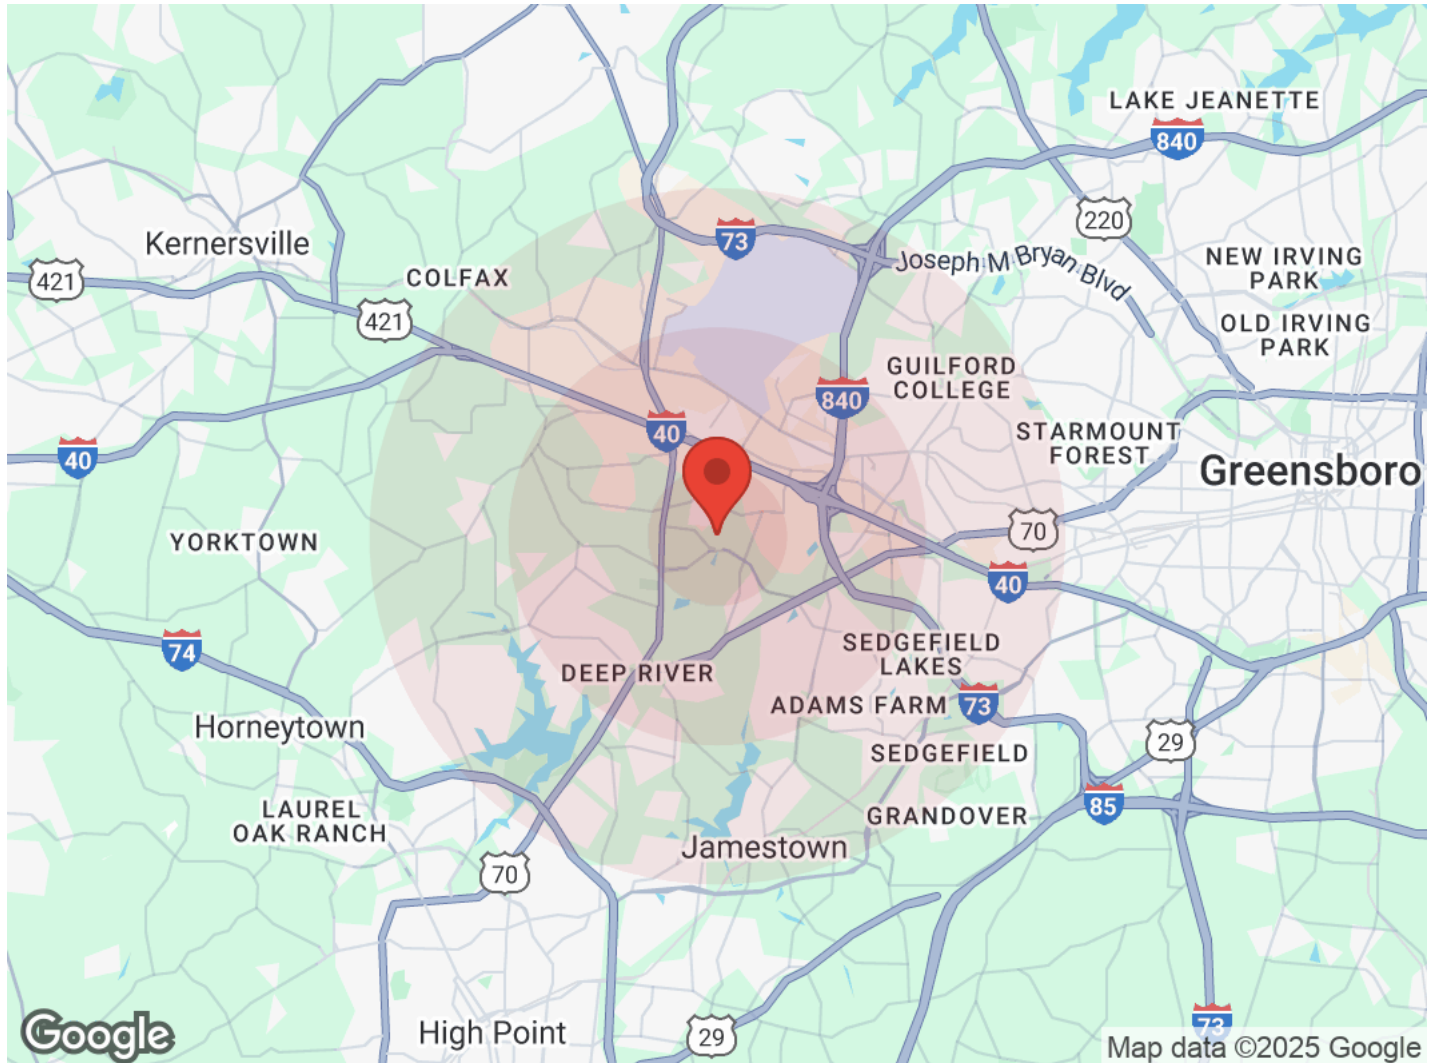 LAKE JEANETTE
840
220
Kernersville
73
Joseph M Bryan Blvd
NEW IRVING
PARK
COLFAX
421
421
OLD IRVING
PARK
GUILFORD
COLLEGE
840
40
STARMOUNT
FOREST
40
Greensboro
70
YORKTOWN
40
74
SEDGEFIELD
LAKES
DEEP RIVER
ADAMS FARM
73
Horneytown
29
SEDGEFIELD
85
LAUREL
OAK RANCH
GRANDOVER
Jamestown
70
73
Google
High Point
29
Map data ©2025 Google